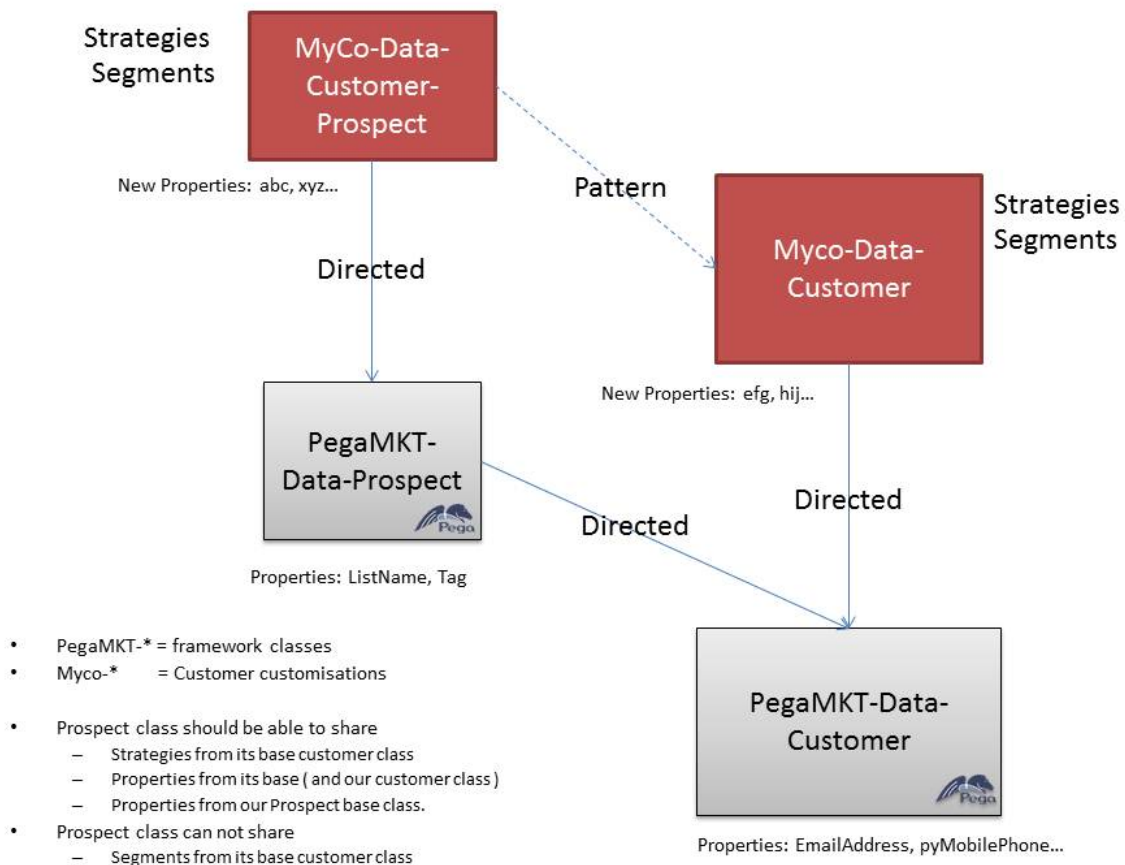 Strategies
Segments
MyCo-Data-
Customer-
Prospect
New Properties: abc, xyz...
Pattern
Myco-Data-
Customer
Strategies
Segments
Directed
New Properties: efg, hij...
PegaMKT-
Data-Prospect
Pega
Directed
Directed
Properties: ListName, Tag
• PegaMKT-* = framework classes
• Myco-* = Customer customisations
• Prospect class should be able to share
– Strategies from its base customer class
– Properties from its base ( and our customer class )
– Properties from our Prospect base class.
• Prospect class can not share
– Segments from its base customer class
PegaMKT-Data-
Customer
Pega
Properties: EmailAddress, pyMobilePhone...